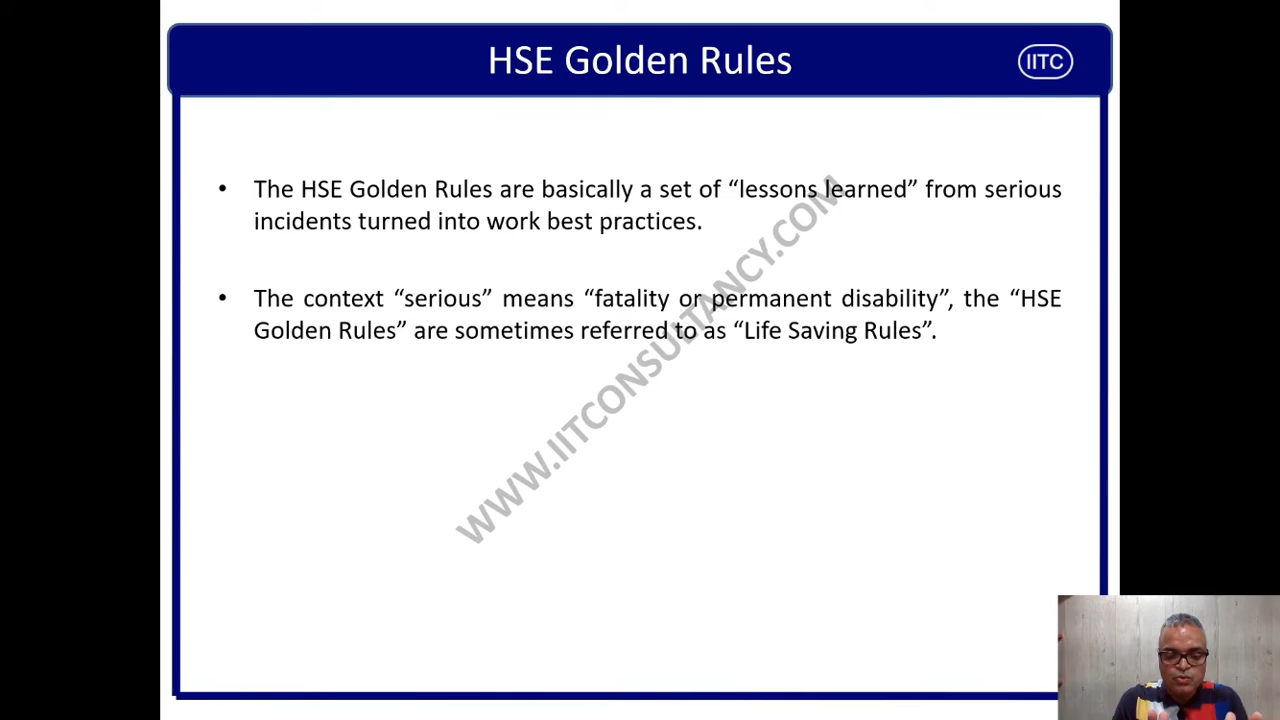 HSE Golden Rules
IITC
• The HSE Golden Rules are basically a set of “lessons learned” from serious
incidents turned into work best practices.
• The context “serious” means “fatality or permanent disability”, the “HSE
Golden Rules” are sometimes referred to as “Life Saving Rules”.
WWW.IITCONSULTANCY.COM